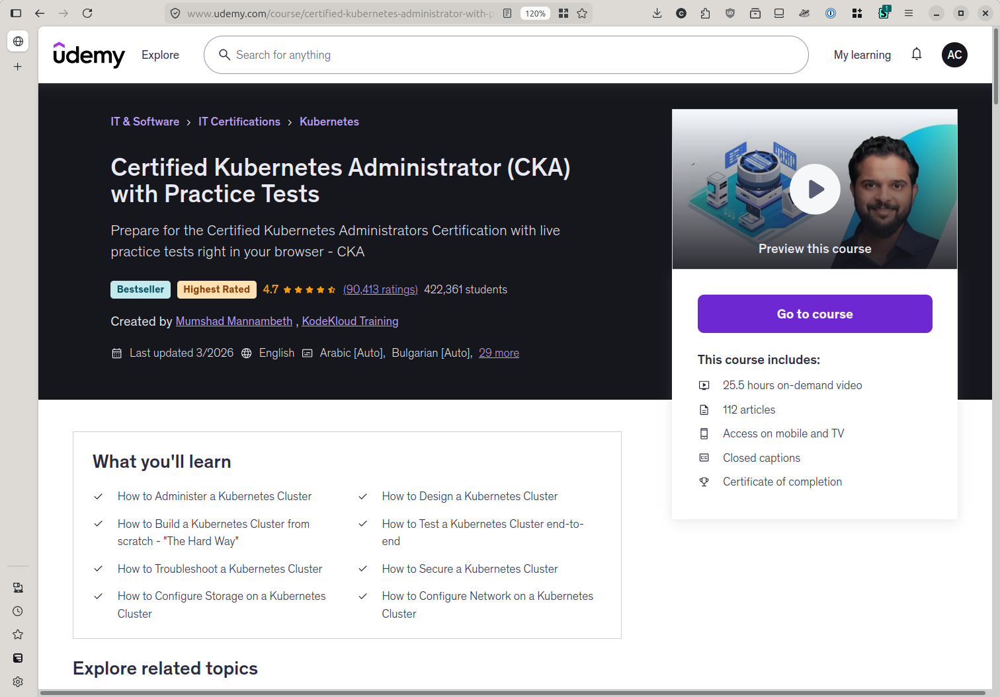 www.udemy.com/course/certified-kubernetes-administrator-with-p
120%
1
udemy
Explore
Search for anything
My learning
AC
IT & Software > IT Certifications > Kubernetes
Certified Kubernetes Administrator (CKA)
with Practice Tests
Prepare for the Certified Kubernetes Administrators Certification with live
practice tests right in your browser - CKA
Bestseller
Highest Rated
4.7
(90,413 ratings)
422,361 students
Created by Mumshad Mannambeth , KodeKloud Training
Last updated 3/2026
English
Arabic [Auto], Bulgarian [Auto], 29 more
Preview this course
Go to course
This course includes:
25.5 hours on-demand video
112 articles
Access on mobile and TV
Closed captions
Certificate of completion
What you'll learn
How to Administer a Kubernetes Cluster
How to Design a Kubernetes Cluster
How to Build a Kubernetes Cluster from
scratch - "The Hard Way"
How to Test a Kubernetes Cluster end-to-
end
How to Troubleshoot a Kubernetes Cluster
How to Secure a Kubernetes Cluster
How to Configure Storage on a Kubernetes
Cluster
How to Configure Network on a Kubernetes
Cluster
Explore related topics